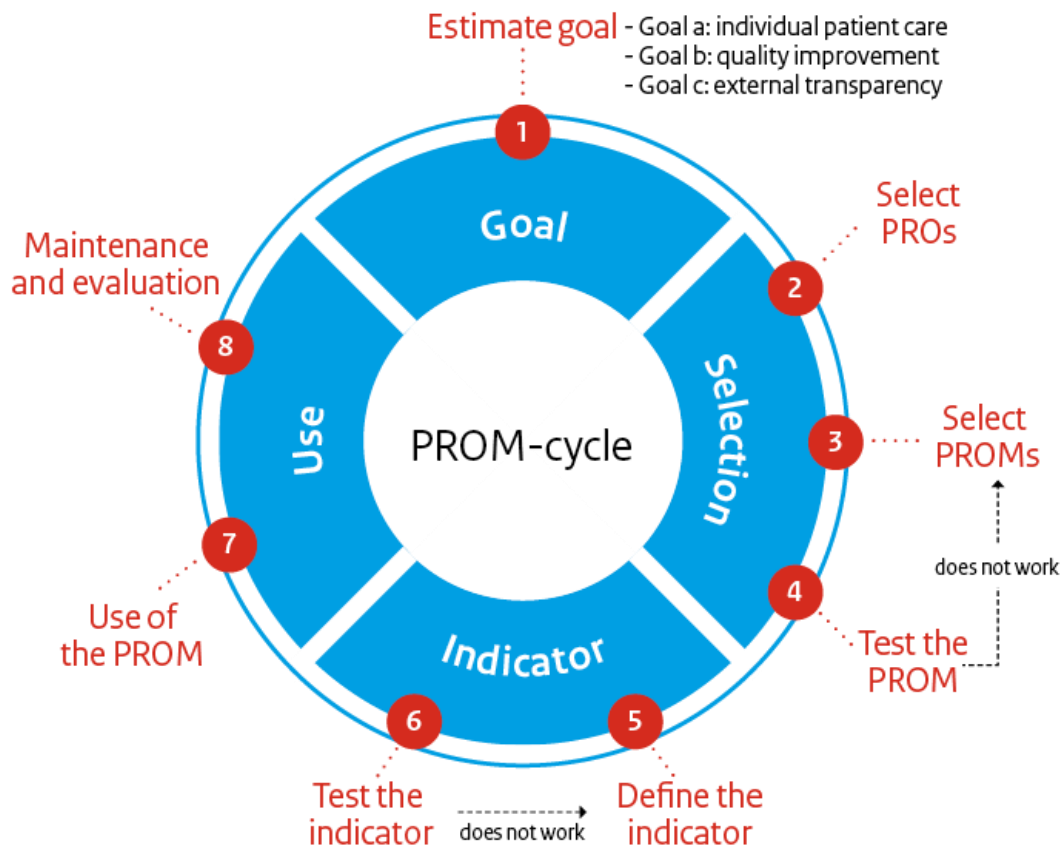 Estimate goal
- Goal a: individual patient care
- Goal b: quality improvement
- Goal c: external transparency
1
Goal
Select
PROs
2
Maintenance
and evaluation
8
Selection
Use
PROM-cycle
3
Select
PROMs
does not work
7
4
Use of
the PROM
Test the
PROM
Indicator
6
5
Test the
indicator
does not work
Define the
indicator